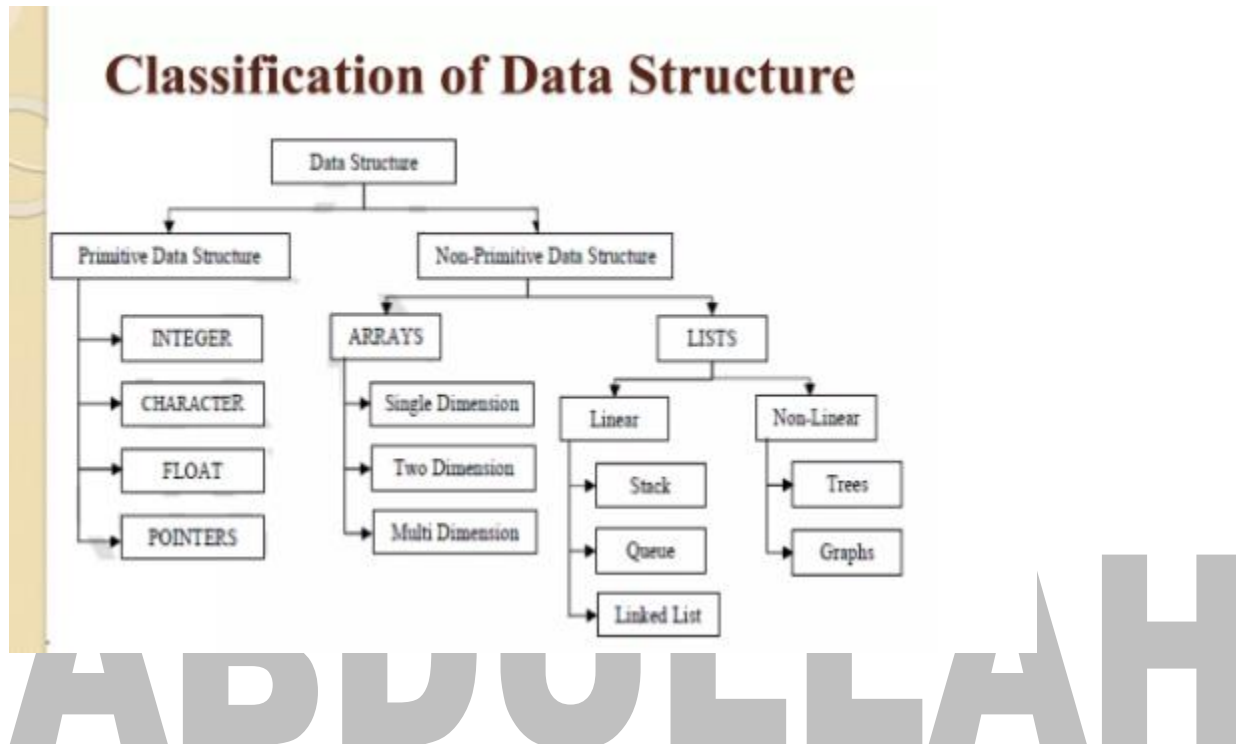 Classification of Data Structure
Data Structure
Primitive Data Structure
Non-Primitive Data Structure
INTEGER
CHARACTER
FLOAT
POINTERS
ARRAYS
Single Dimension
Two Dimension
Multi Dimension
LISTS
Linear
Stack
Queue
Linked List
Non-Linear
Trees
Graphs
ABDULLAH